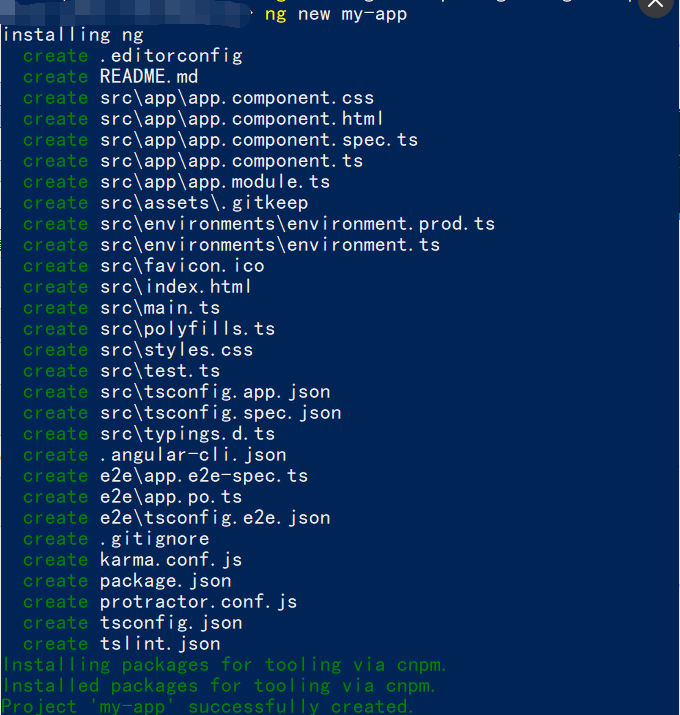 ng new my-app
installing ng
create .editorconfig
create README.md
create src\app\app.component.css
create src\app\app.component.html
create src\app\app.component.spec.ts
create src\app\app.component.ts
create src\app\app.module.ts
create src\assets\.gitkeep
create src\environments\environment.prod.ts
create src\environments\environment.ts
create src\favicon.ico
create src\index.html
create src\main.ts
create src\polyfills.ts
create src\styles.css
create src\test.ts
create src\tsconfig.app.json
create src\tsconfig.spec.json
create src\typings.d.ts
create .angular-cli.json
create e2e\app.e2e-spec.ts
create e2e\app.po.ts
create e2e\tsconfig.e2e.json
create .gitignore
create karma.conf.js
create package.json
create protractor.conf.js
create tsconfig.json
create tslint.json
Installing packages for tooling via cnpm.
Installed packages for tooling via cnpm.
Project 'my-app' successfully created.